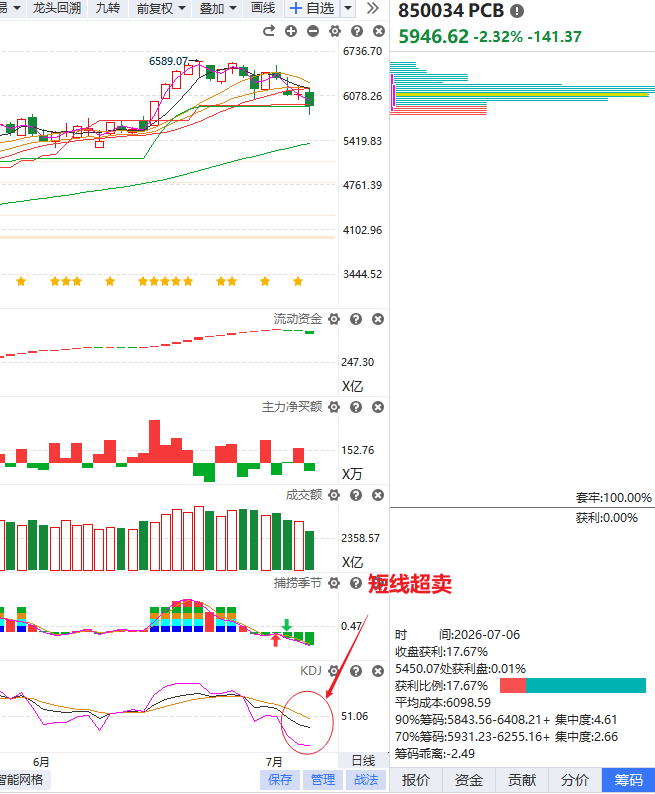 龙头回溯 九转 前复权 叠加 画线 自选
850034 PCB
5946.62 -2.32% -141.37
6736.70
6589.07
6078.26
5419.83
4761.39
4102.96
3444.52
流动资金
247.30
X亿
主力净买额
152.76
X万
成交额
2358.57
X亿
捕捞季节
短线超卖
0.47
KDJ
51.06
6月 7月 日线
智能网格 保存 管理 战法
套牢:100.00%
获利:0.00%
时 间:2026-07-06
收盘获利:17.67%
5450.07处获利盘:0.01%
获利比例:17.67%
平均成本:6098.59
90%筹码:5843.56-6408.21+ 集中度:4.61
70%筹码:5931.23-6255.16+ 集中度:2.66
筹码乖离:-2.49
报价 资金 贡献 分价 筹码